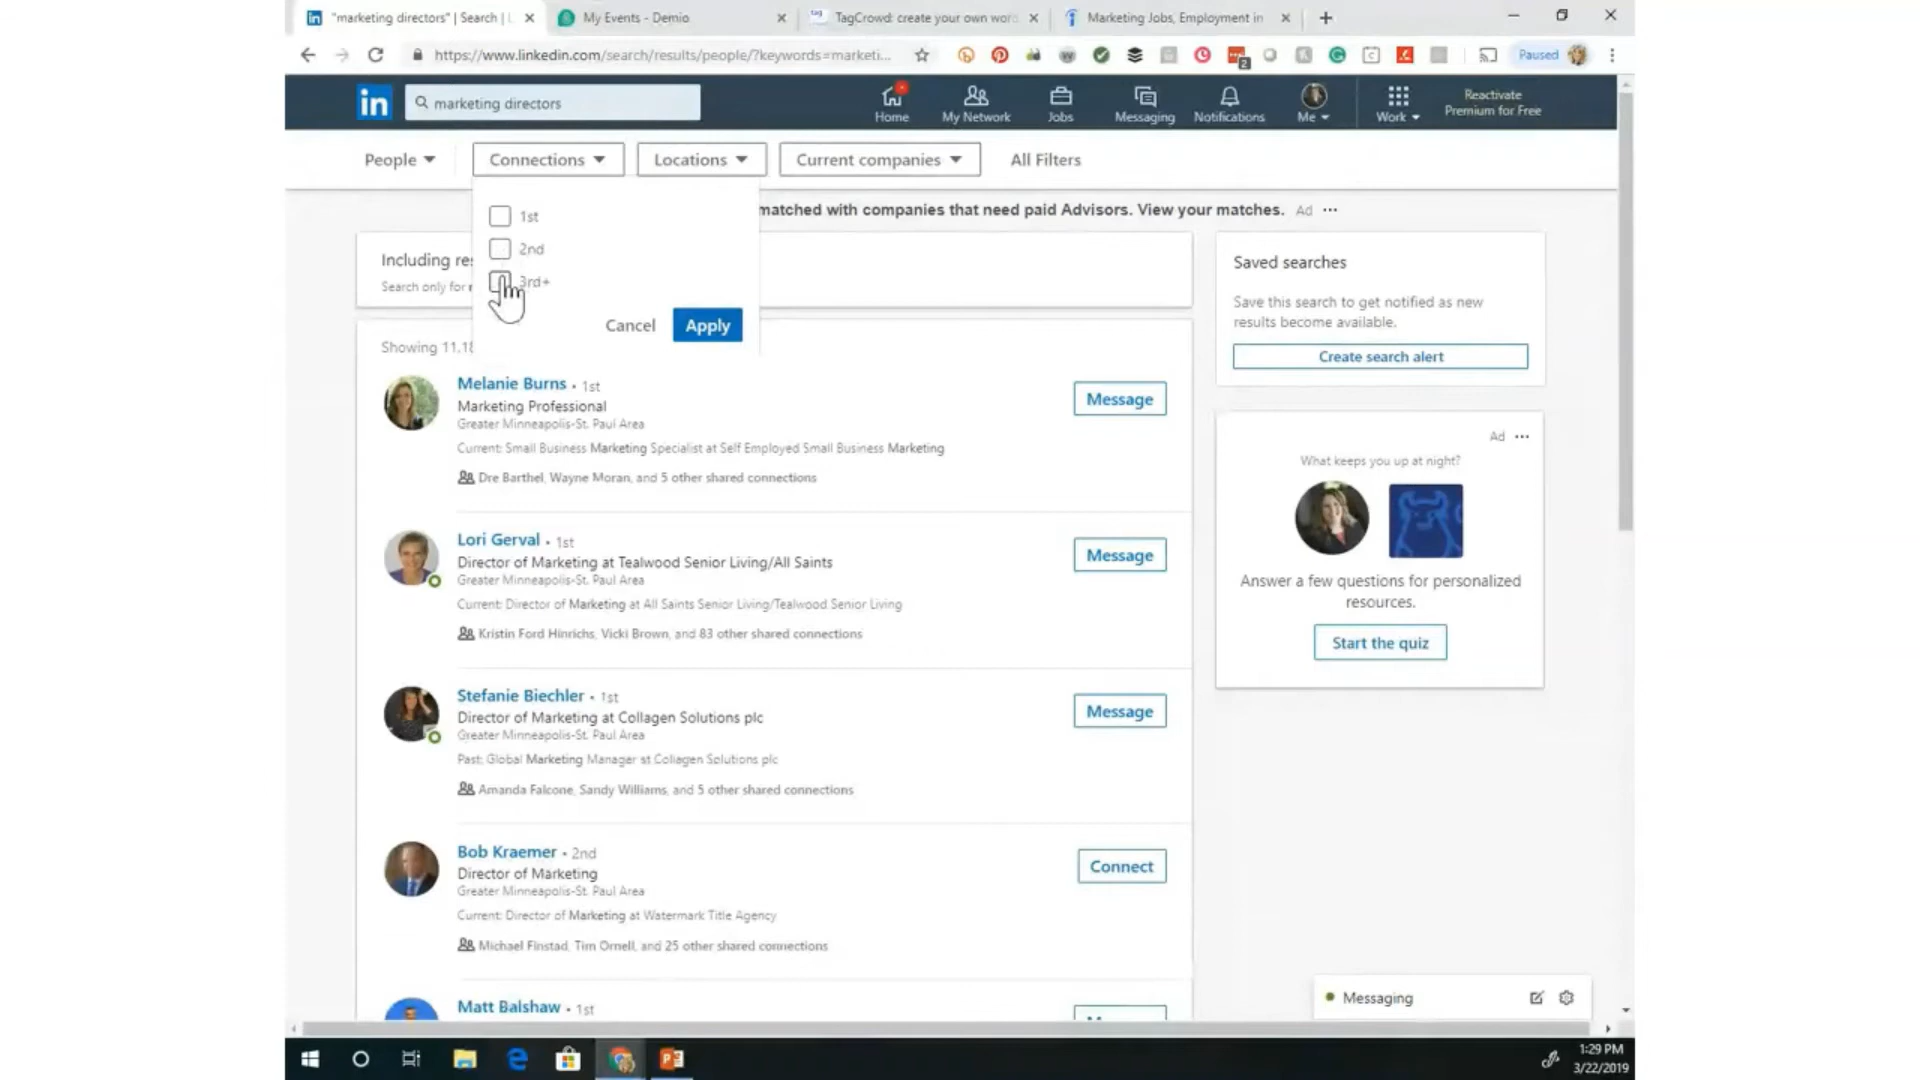 "marketing directors" | Search | L
My Events - Demio
TagCrowd: create your own wor
Marketing Jobs, Employment in
https://www.linkedin.com/search/results/people/?keywords=marketi...
2
Paused
in
marketing directors
Home
My Network
Jobs
Messaging
Notifications
Me
Work
Reactivate
Premium for Free
People
Connections
Locations
Current companies
All Filters
1st
2nd
3rd+
Cancel
Apply
matched with companies that need paid Advisors. View your matches. Ad ...
Including res
Search only for
Showing 11,18
Melanie Burns • 1st
Marketing Professional
Greater Minneapolis-St. Paul Area
Current: Small Business Marketing Specialist at Self Employed Small Business Marketing
Dre Barthel, Wayne Moran, and 5 other shared connections
Message
Lori Gerval • 1st
Director of Marketing at Tealwood Senior Living/All Saints
Greater Minneapolis-St. Paul Area
Current: Director of Marketing at All Saints Senior Living/Tealwood Senior Living
Kristin Ford Hinrichs, Vicki Brown, and 83 other shared connections
Message
Stefanie Biechler • 1st
Director of Marketing at Collagen Solutions plc
Greater Minneapolis-St. Paul Area
Past: Global Marketing Manager at Collagen Solutions plc
Amanda Falcone, Sandy Williams, and 5 other shared connections
Message
Bob Kraemer • 2nd
Director of Marketing
Greater Minneapolis-St. Paul Area
Current: Director of Marketing at Watermark Title Agency
Michael Finstad, Tim Ornell, and 25 other shared connections
Connect
Matt Balshaw • 1st
Saved searches
Save this search to get notified as new
results become available.
Create search alert
Ad ...
What keeps you up at night?
Answer a few questions for personalized
resources.
Start the quiz
Messaging
1:29 PM
3/22/2019